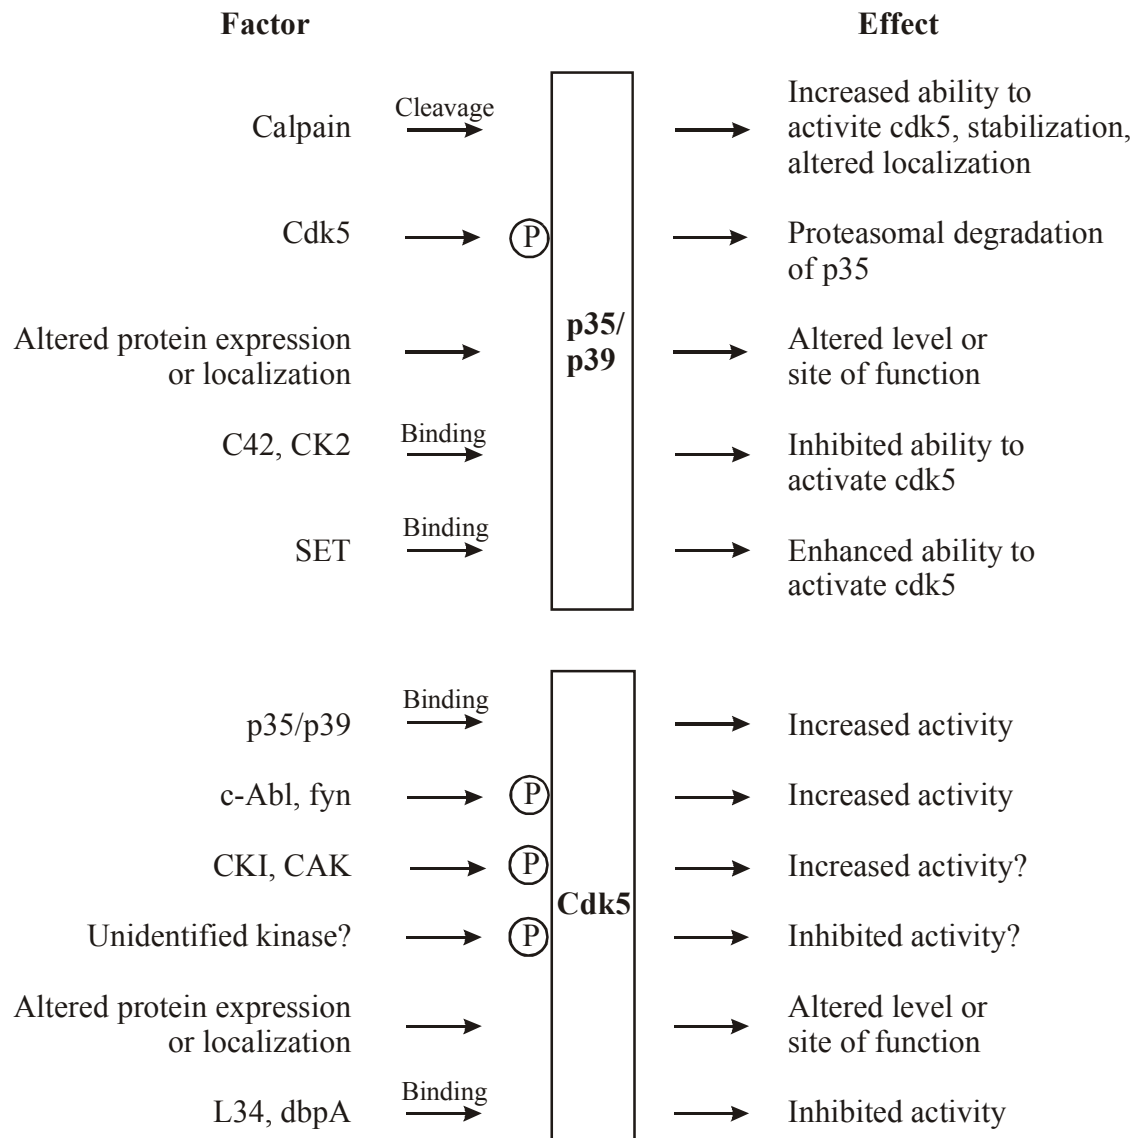 Factor
Effect
Calpain
Cleavage
Increased ability to
activite cdk5, stabilization,
altered localization
Cdk5
P
Proteasomal degradation
of p35
Altered protein expression
or localization
p35/
p39
Altered level or
site of function
C42, CK2
Binding
Inhibited ability to
activate cdk5
SET
Binding
Enhanced ability to
activate cdk5
p35/p39
Binding
Increased activity
c-Abl, fyn
P
Increased activity
CKI, CAK
P
Increased activity?
Cdk5
Unidentified kinase?
P
Inhibited activity?
Altered protein expression
or localization
Altered level or
site of function
L34, dbpA
Binding
Inhibited activity